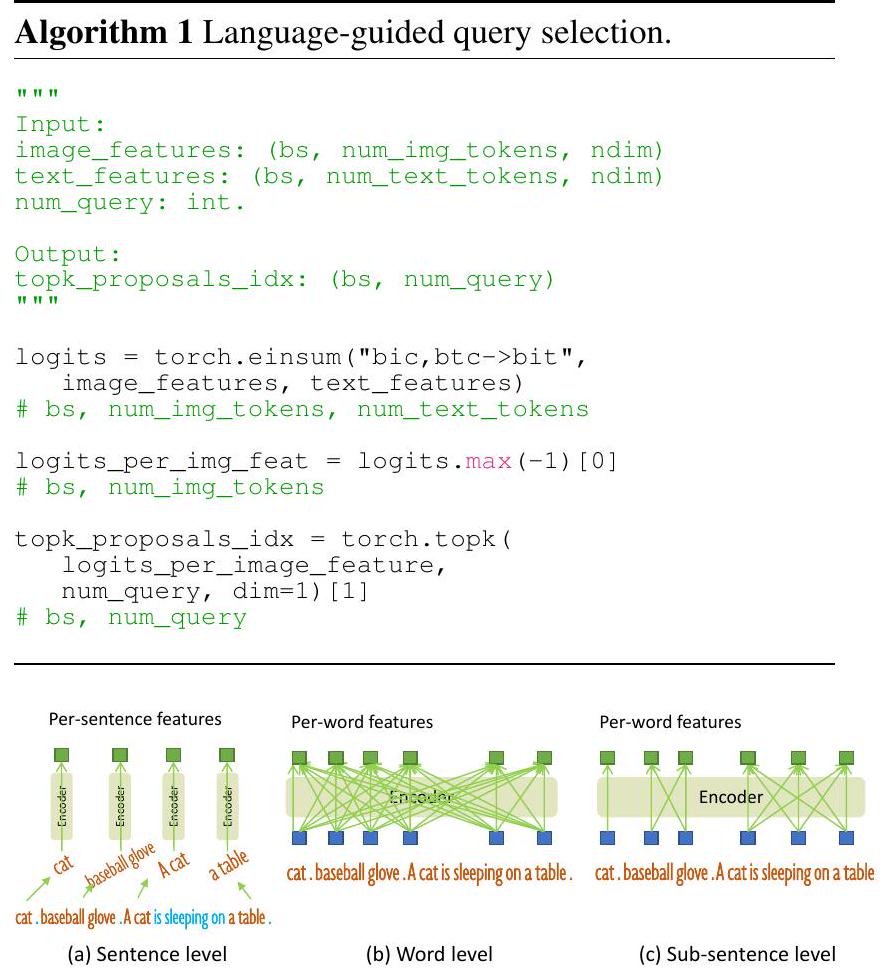 Algorithm 1 Language-guided query selection.
"""
Input:
image_features: (bs, num_img_tokens, ndim)
text_features: (bs, num_text_tokens, ndim)
num_query: int.
Output:
topk_proposals_idx: (bs, num_query)
"""
logits = torch.einsum("bic,btc->bit",
image_features, text_features)
# bs, num_img_tokens, num_text_tokens
logits_per_img_feat = logits.max(-1)[0]
# bs, num_img_tokens
topk_proposals_idx = torch.topk(
logits_per_image_feature,
num_query, dim=1)[1]
# bs, num_query
Per-sentence features
Encoder
Encoder
Encoder
Encoder
cat
baseball glove
A cat
a table
cat . baseball glove . A cat is sleeping on a table .
(a) Sentence level
Per-word features
Encoder
cat . baseball glove . A cat is sleeping on a table .
(b) Word level
Per-word features
Encoder
cat . baseball glove . A cat is sleeping on a table
(c) Sub-sentence level